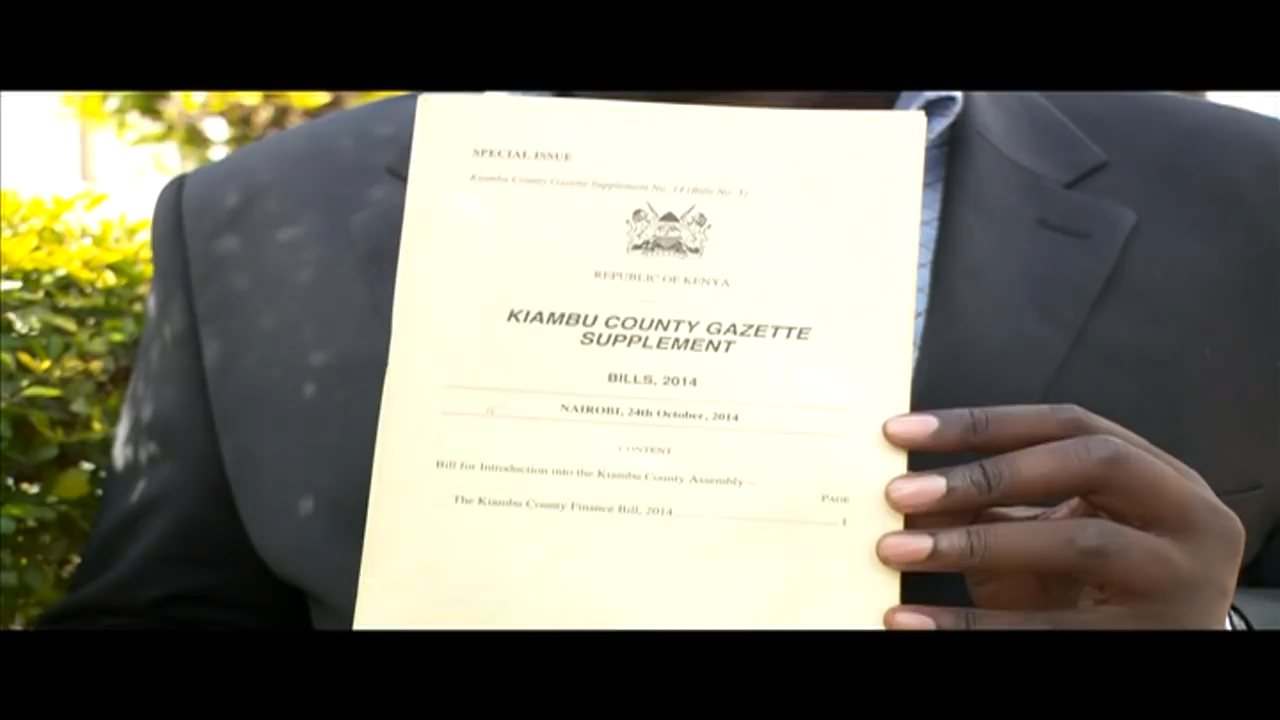 SPECIAL ISSUE
Kiambu County Gazette Supplement No. 14 (Bills No. 5)
REPUBLIC OF KENYA
KIAMBU COUNTY GAZETTE
SUPPLEMENT
BILLS, 2014
NAIROBI, 24th October, 2014
CONTENT
Bill for Introduction into the Kiambu County Assembly—
PAGE
The Kiambu County Finance Bill, 2014 1